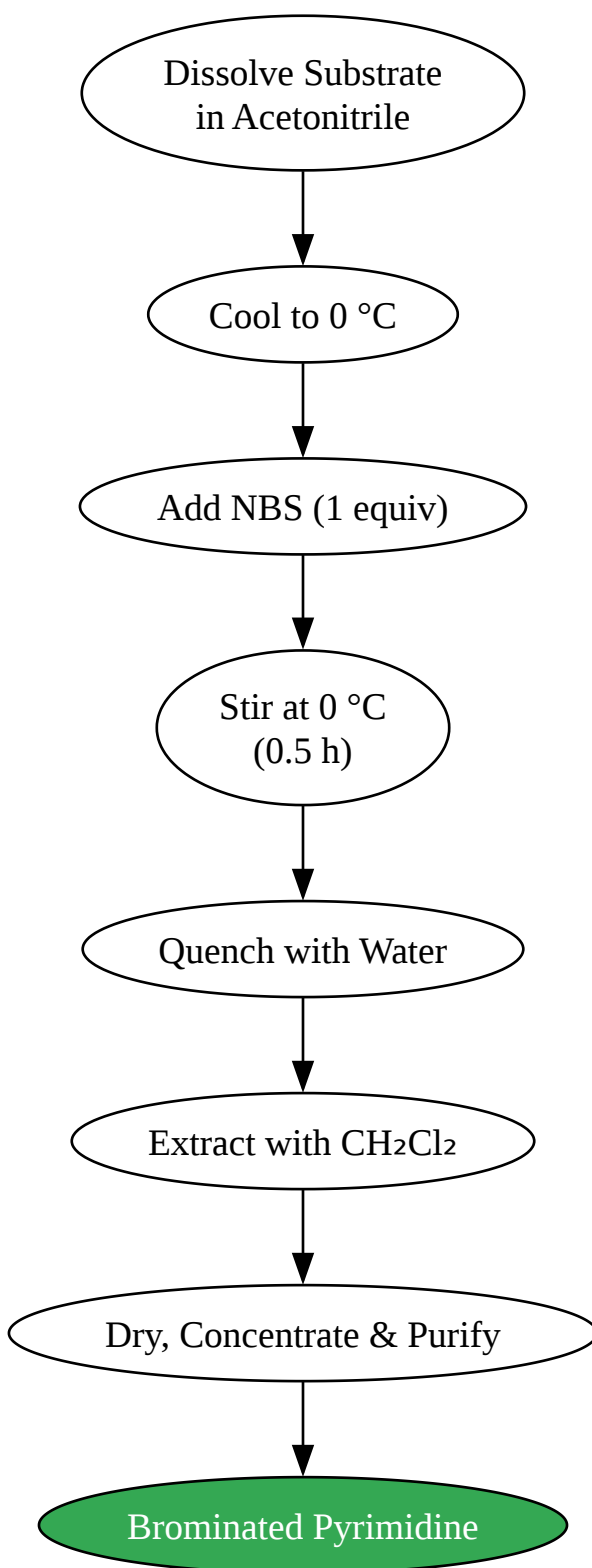 Dissolve Substrate
in Acetonitrile
Cool to 0 °C
Add NBS (1 equiv)
Stir at 0 °C
(0.5 h)
Quench with Water
Extract with CH₂Cl₂
Dry, Concentrate & Purify
Brominated Pyrimidine